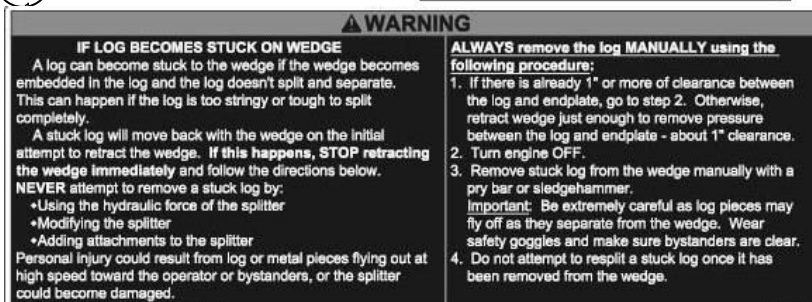 WARNING
IF LOG BECOMES STUCK ON WEDGE
A log can become stuck to the wedge if the wedge becomes
embedded in the log and the log doesn't split and separate.
This can happen if the log is too stringy or tough to split
completely.
A stuck log will move back with the wedge on the initial
attempt to retract the wedge. If this happens, STOP retracting
the wedge immediately and follow the directions below.
NEVER attempt to remove a stuck log by:
•Using the hydraulic force of the splitter
•Modifying the splitter
•Adding attachments to the splitter
Personal injury could result from log or metal pieces flying out at
high speed toward the operator or bystanders, or the splitter
could become damaged.
ALWAYS remove the log MANUALLY using the
following procedure:
1. If there is already 1" or more of clearance between
the log and endplate, go to step 2. Otherwise,
retract wedge just enough to remove pressure
between the log and endplate - about 1" clearance.
2. Turn engine OFF.
3. Remove stuck log from the wedge manually with a
pry bar or sledgehammer.
Important: Be extremely careful as log pieces may
fly off as they separate from the wedge. Wear
safety goggles and make sure bystanders are clear.
4. Do not attempt to resplit a stuck log once it has
been removed from the wedge.